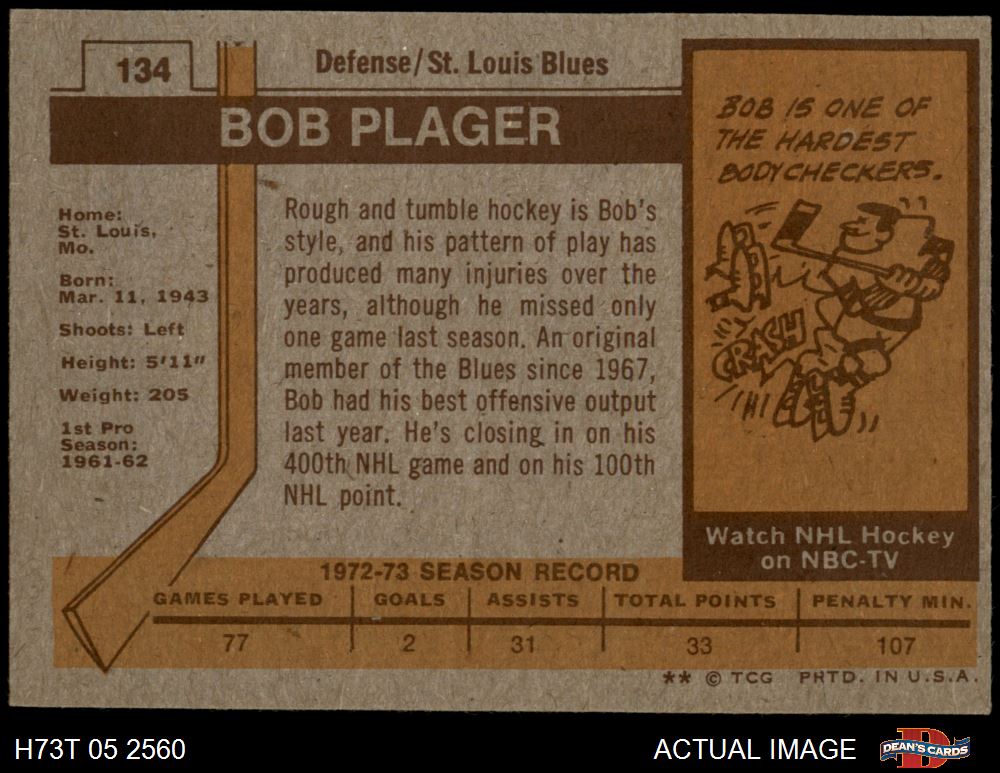 134
Defense/St. Louis Blues
BOB PLAGER
Home:
St. Louis,
Mo.
Born:
Mar. 11, 1943
Shoots: Left
Height: 5'11"
Weight: 205
1st Pro
Season:
1961-62
Rough and tumble hockey is Bob's
style, and his pattern of play has
produced many injuries over the
years, although he missed only
one game last season. An original
member of the Blues since 1967,
Bob had his best offensive output
last year. He's closing in on his
400th NHL game and on his 100th
NHL point.
BOB IS ONE OF
THE HARDEST
BODYCHECKERS.
CRASH
Watch NHL Hockey
on NBC-TV
1972-73 SEASON RECORD
GAMES PLAYED GOALS ASSISTS TOTAL POINTS PENALTY MIN.
77 2 31 33 107
** © TCG PRTD. IN U.S.A.
H73T 05 2560 ACTUAL IMAGE DEAN'S CARDS